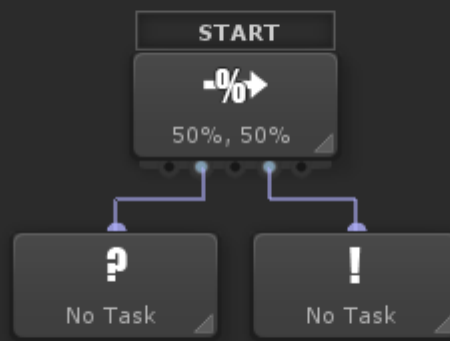 START
-%→
50%, 50%
?
!
No Task
No Task